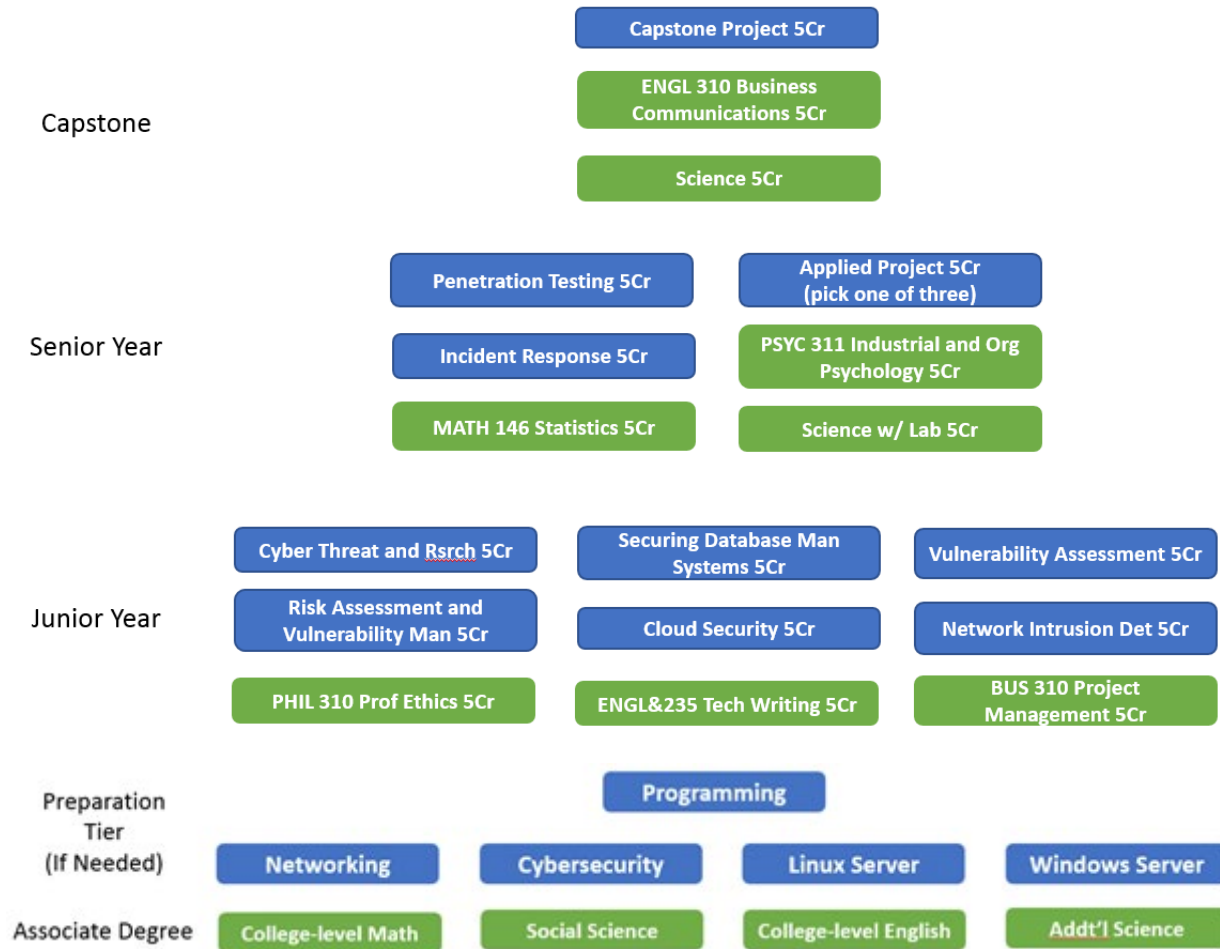 Capstone
Capstone Project 5Cr
ENGL 310 Business
Communications 5Cr
Science 5Cr
Senior Year
Penetration Testing 5Cr
Incident Response 5Cr
MATH 146 Statistics 5Cr
Applied Project 5Cr
(pick one of three)
PSYC 311 Industrial and Org
Psychology 5Cr
Science w/ Lab 5Cr
Junior Year
Cyber Threat and Rsrch 5Cr
Risk Assessment and
Vulnerability Man 5Cr
PHIL 310 Prof Ethics 5Cr
Securing Database Man
Systems 5Cr
Cloud Security 5Cr
ENGL&235 Tech Writing 5Cr
Vulnerability Assessment 5Cr
Network Intrusion Det 5Cr
BUS 310 Project
Management 5Cr
Preparation
Tier
(If Needed)
Programming
Networking
Cybersecurity
Linux Server
Windows Server
Associate Degree
College-level Math
Social Science
College-level English
Addt'l Science